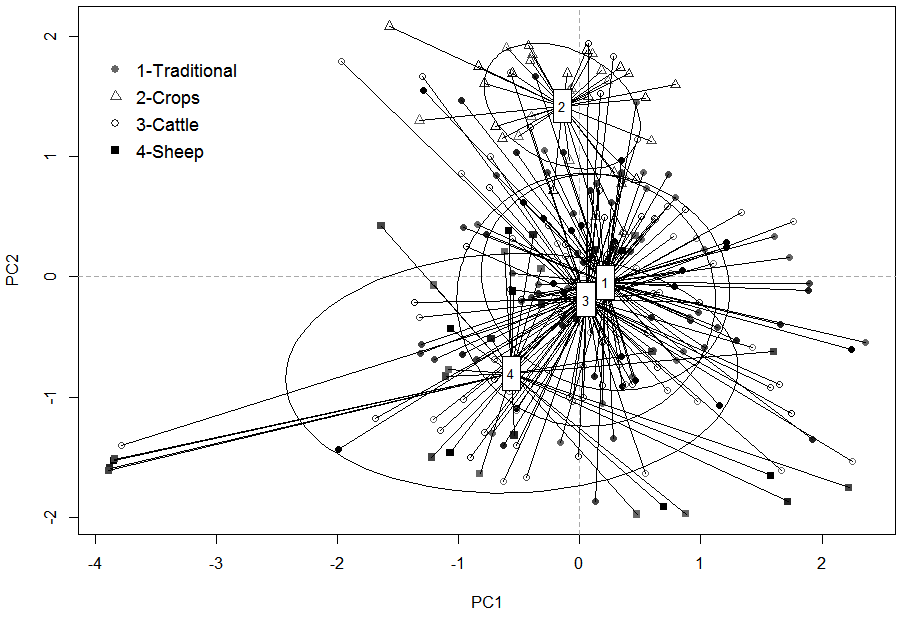 1-Traditional
2-Crops
3-Cattle
4-Sheep
2
1
3
4
PC2
2
1
0
-1
-2
-4
-3
-2
-1
0
1
2
PC1